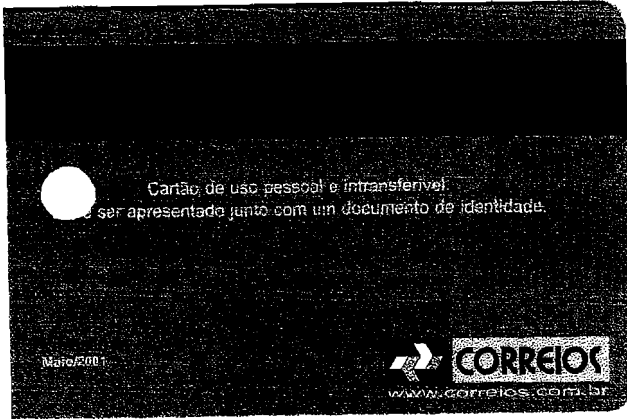 Cartão de uso pessoal e intransferível.
e ser apresentado junto com um documento de identidade.
Maio/2001
CORREIOS
www.correios.com.br